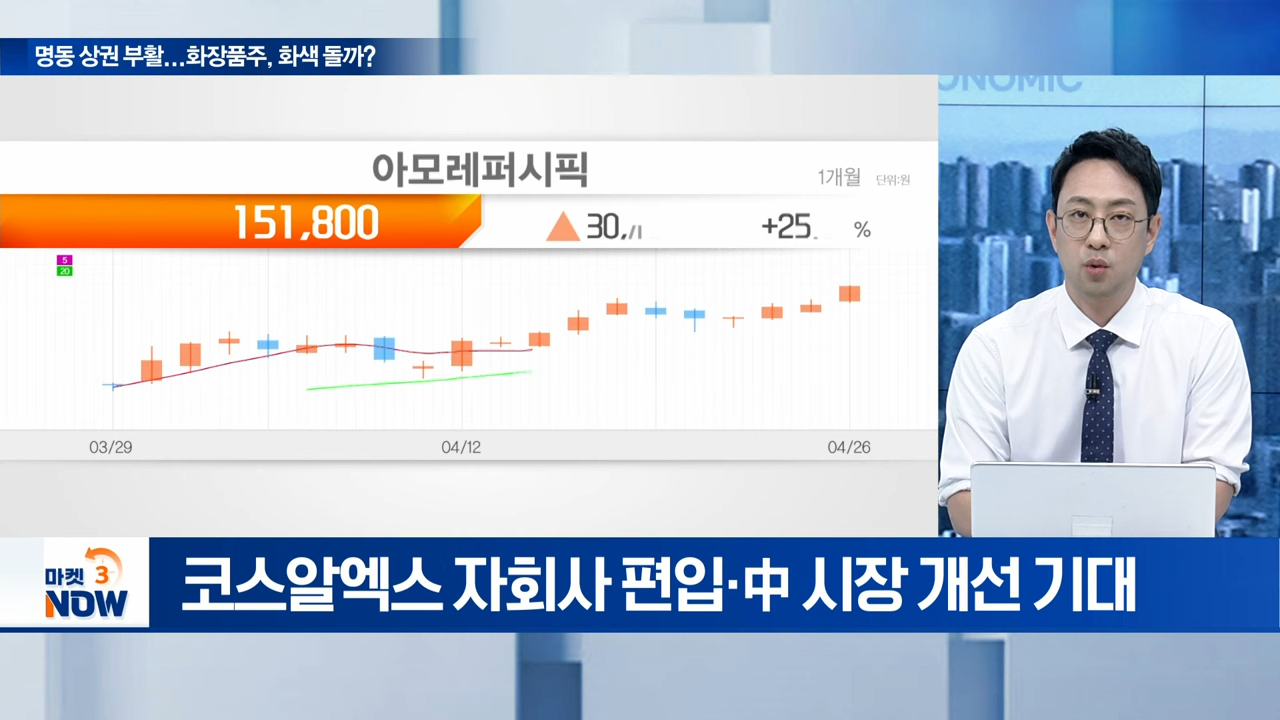 명동 상권 부활...화장품주, 화색 돌까?
ONOMIC
아모레퍼시픽
1개월 단위:원
151,800 ▲ 30, +25 %
5
20
03/29 04/12 04/26
마켓 3
NOW
코스알엑스 자회사 편입·中 시장 개선 기대